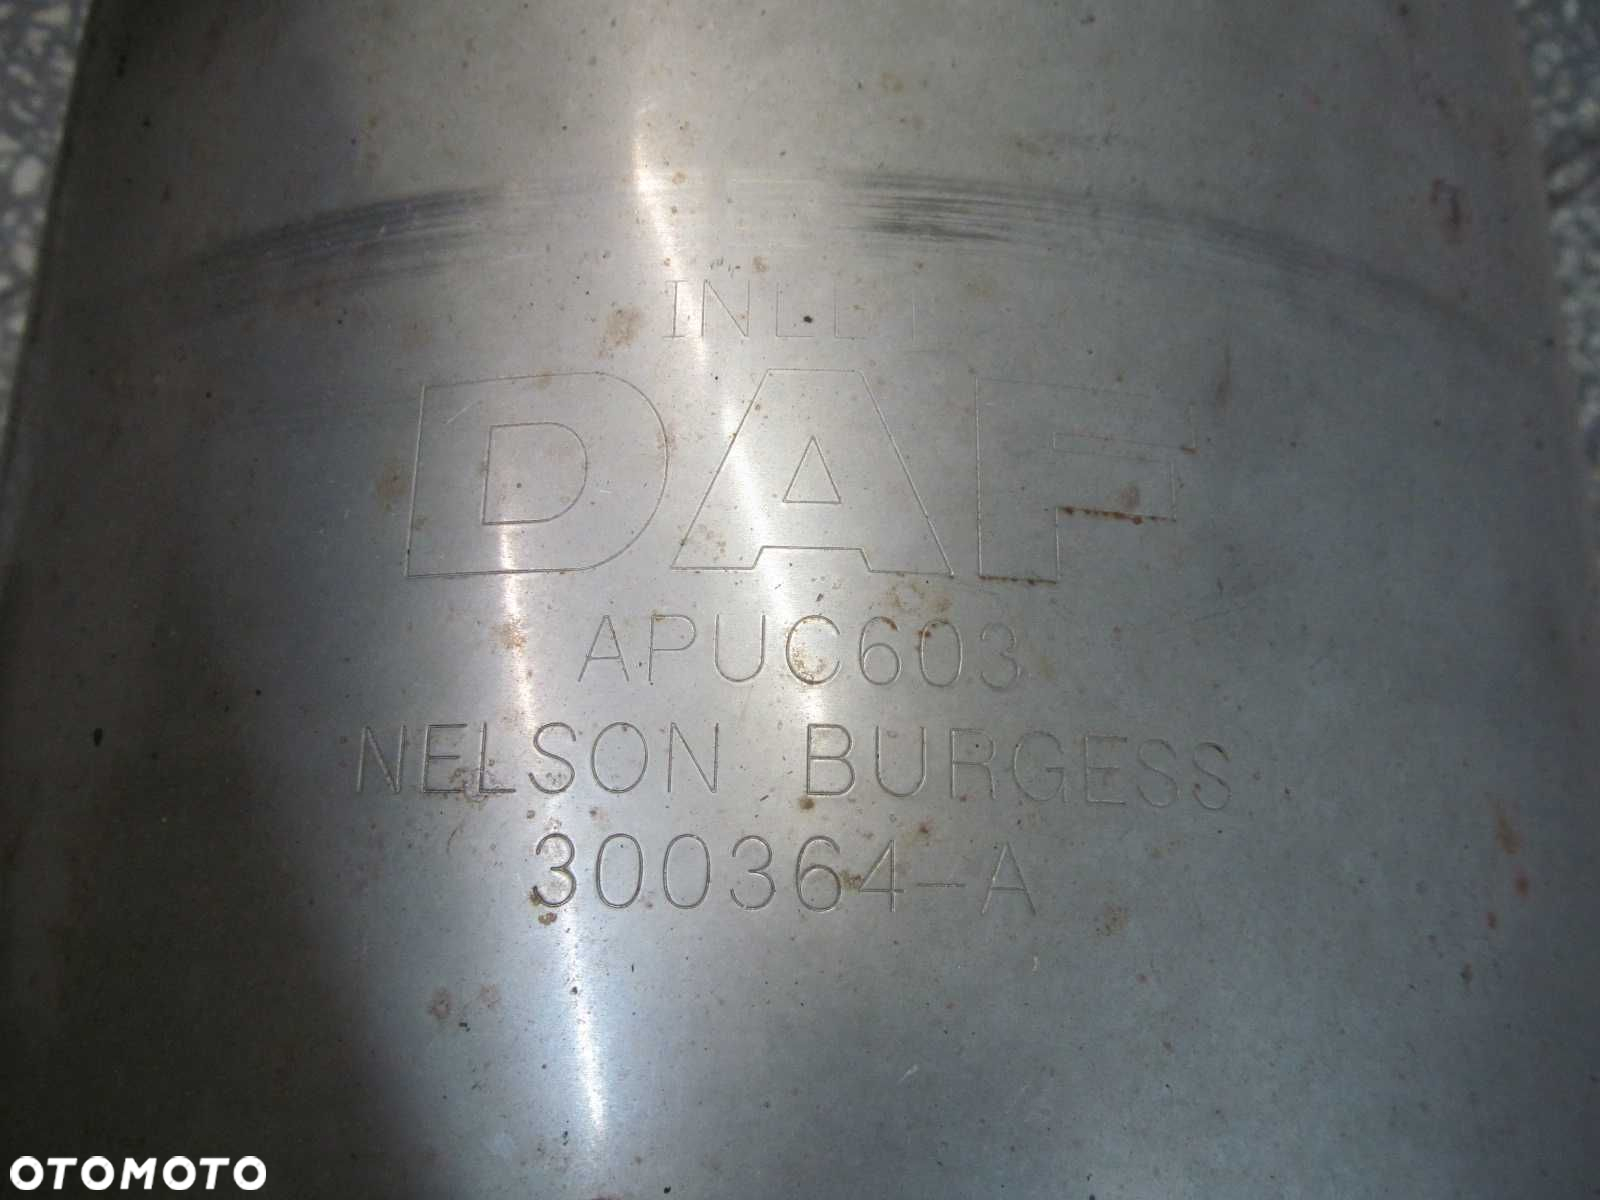 INLET
DAF
APUC603
NELSON BURGESS
300364-A
OTOMOTO